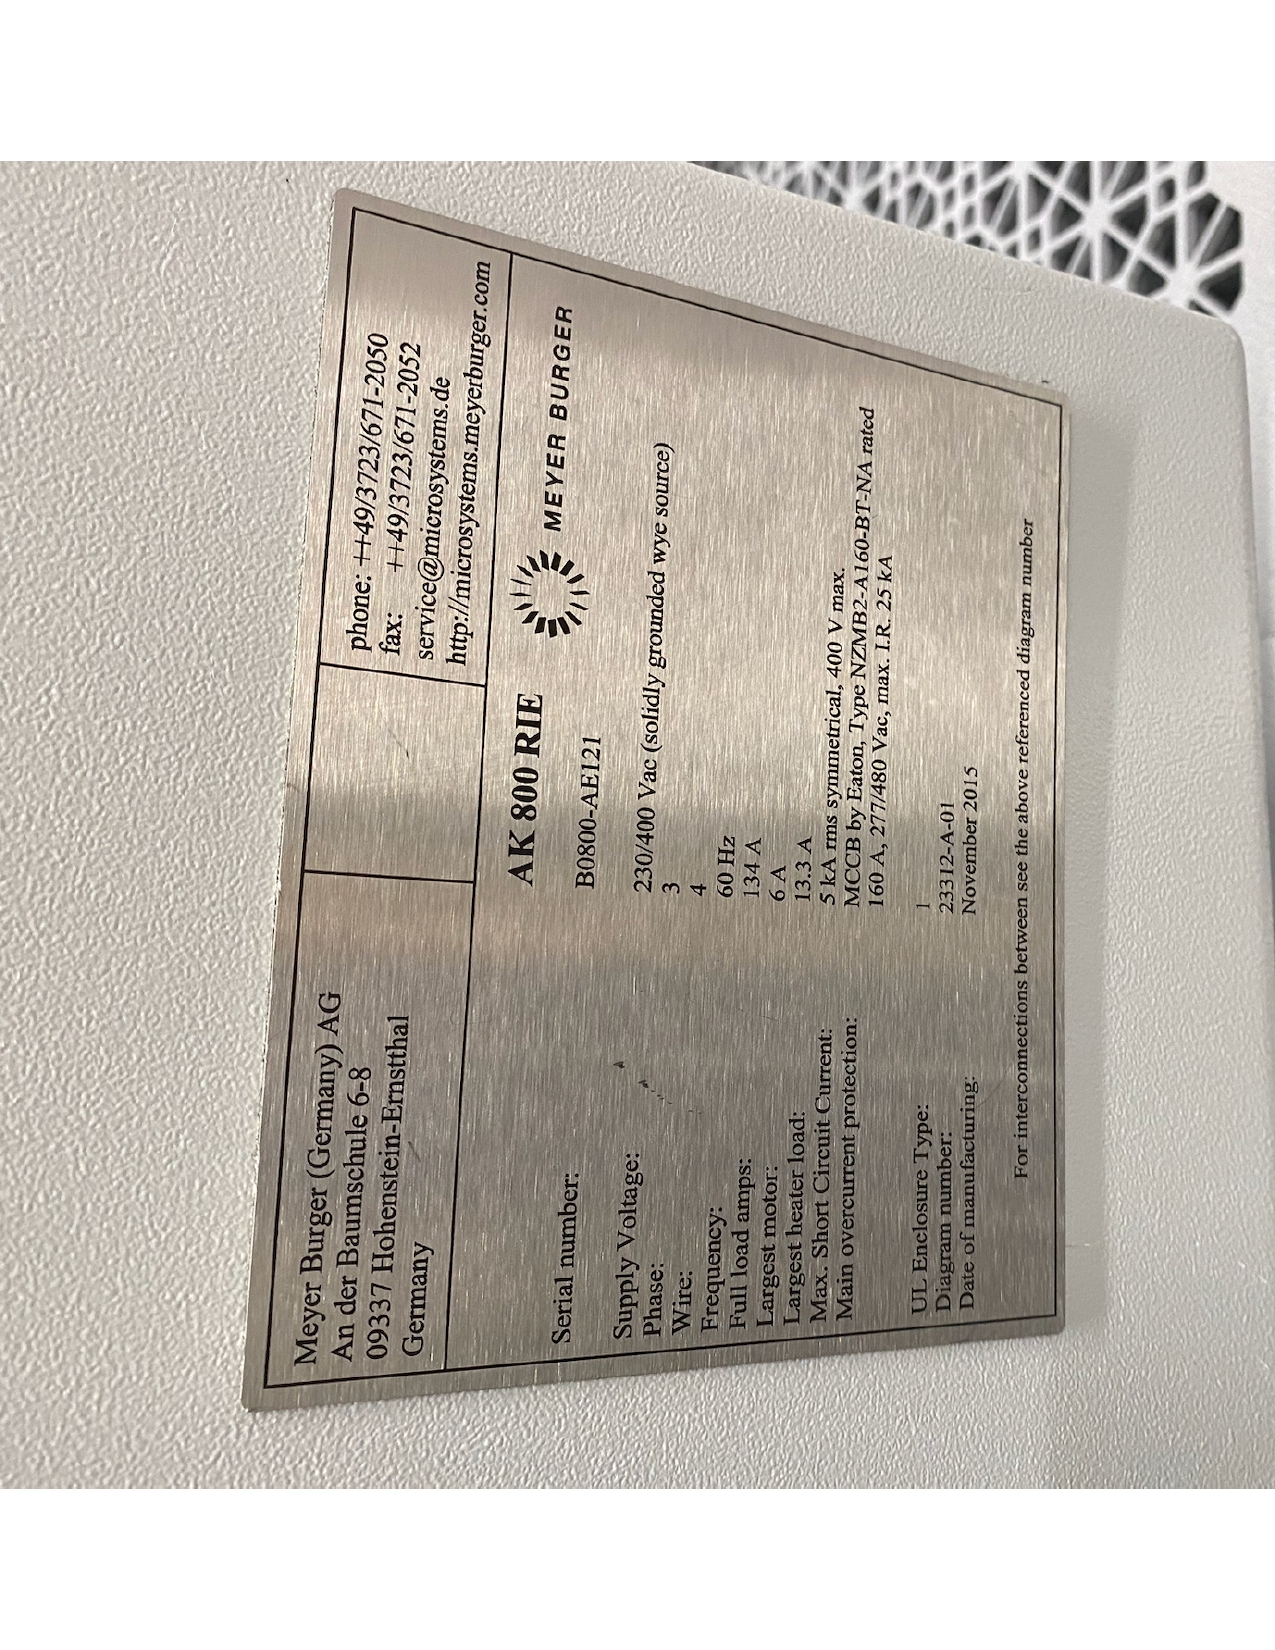 Meyer Burger (Germany) AG
An der Baumschule 6-8
09337 Hohenstein-Ernstthal
Germany
phone: ++49/3723/671-2050
fax: ++49/3723/671-2052
service@microsystems.de
http://microsystems.meyerburger.com
AK 800 RIE
MEYER BURGER
Serial number: B0800-AE121
Supply Voltage: 230/400 Vac (solidly grounded wye source)
Phase: 3
Wire: 4
Frequency: 60 Hz
Full load amps: 134 A
Largest motor: 6 A
Largest heater load: 13.3 A
Max. Short Circuit Current: 5 kA rms symmetrical, 400 V max.
Main overcurrent protection: MCCB by Eaton, Type NZMB2-A160-BT-NA rated
160 A, 277/480 Vac, max. I.R. 25 kA
UL Enclosure Type: 1
Diagram number: 23312-A-01
Date of manufacturing: November 2015
For interconnections between see the above referenced diagram number